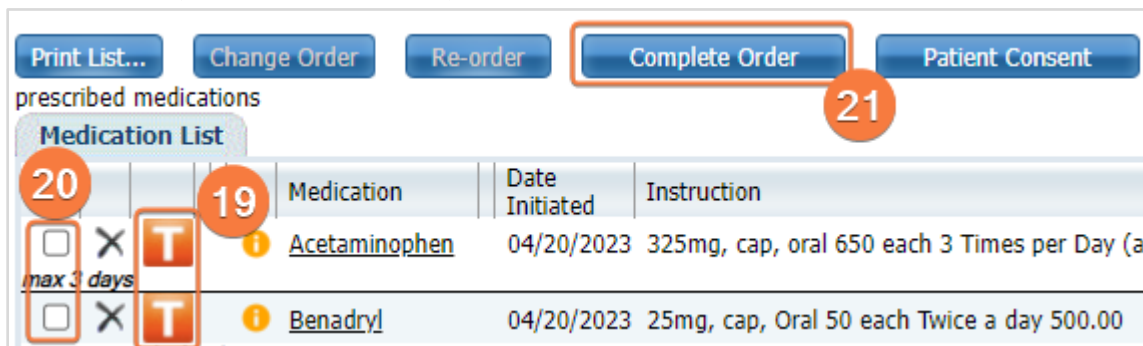 Print List... Change Order Re-order Complete Order Patient Consent
21
prescribed medications
Medication List
20 19 Medication Date Initiated Instruction
T Acetaminophen 04/20/2023 325mg, cap, oral 650 each 3 Times per Day (a
max 3 days
T Benadryl 04/20/2023 25mg, cap, Oral 50 each Twice a day 500.00